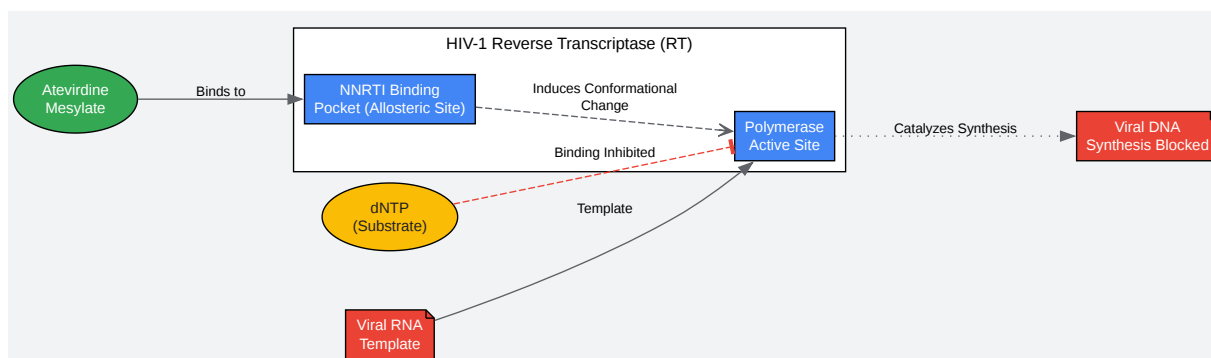 HIV-1 Reverse Transcriptase (RT)
Atevirdine
Mesylate
Binds to
NNRTI Binding
Pocket (Allosteric Site)
Induces Conformational
Change
Polymerase
Active Site
Catalyzes Synthesis
Viral DNA
Synthesis Blocked
Binding Inhibited
dNTP
(Substrate)
Template
Viral RNA
Template